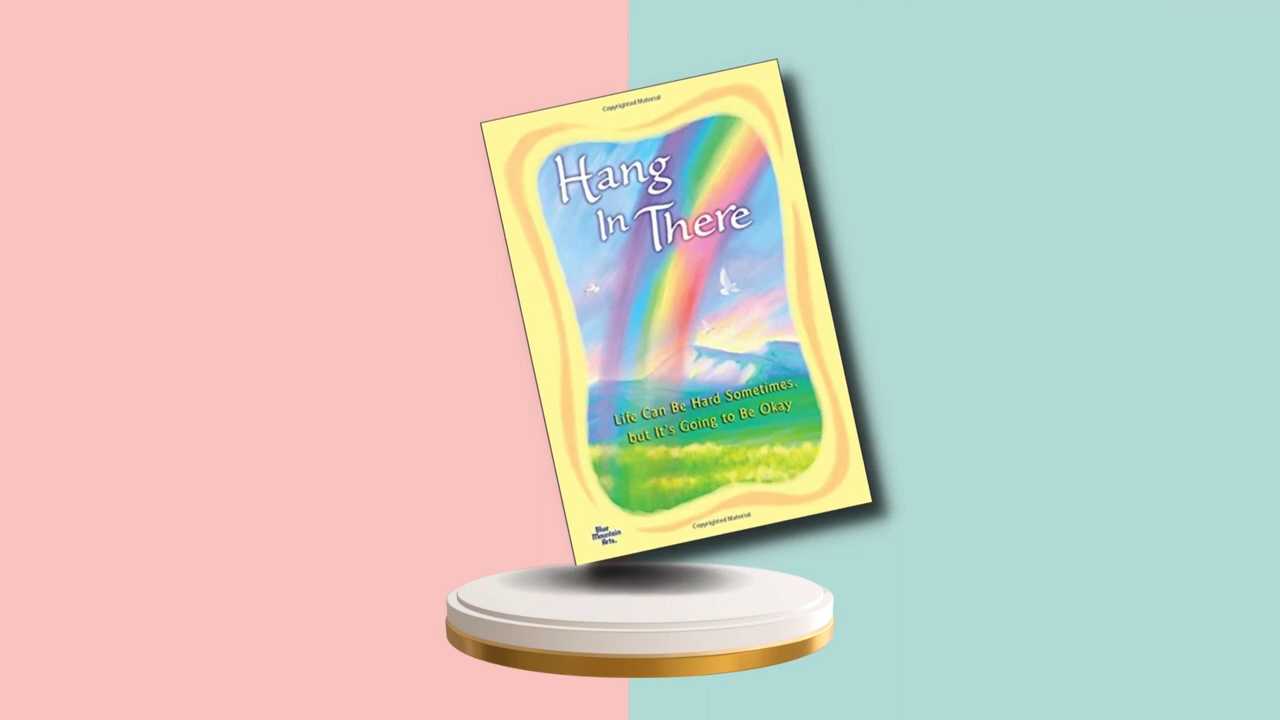 Copyrighted Material
Hang
In There
Life Can Be Hard Sometimes,
but It's Going to Be Okay
Blue
Mountain
Arts
Copyrighted Material